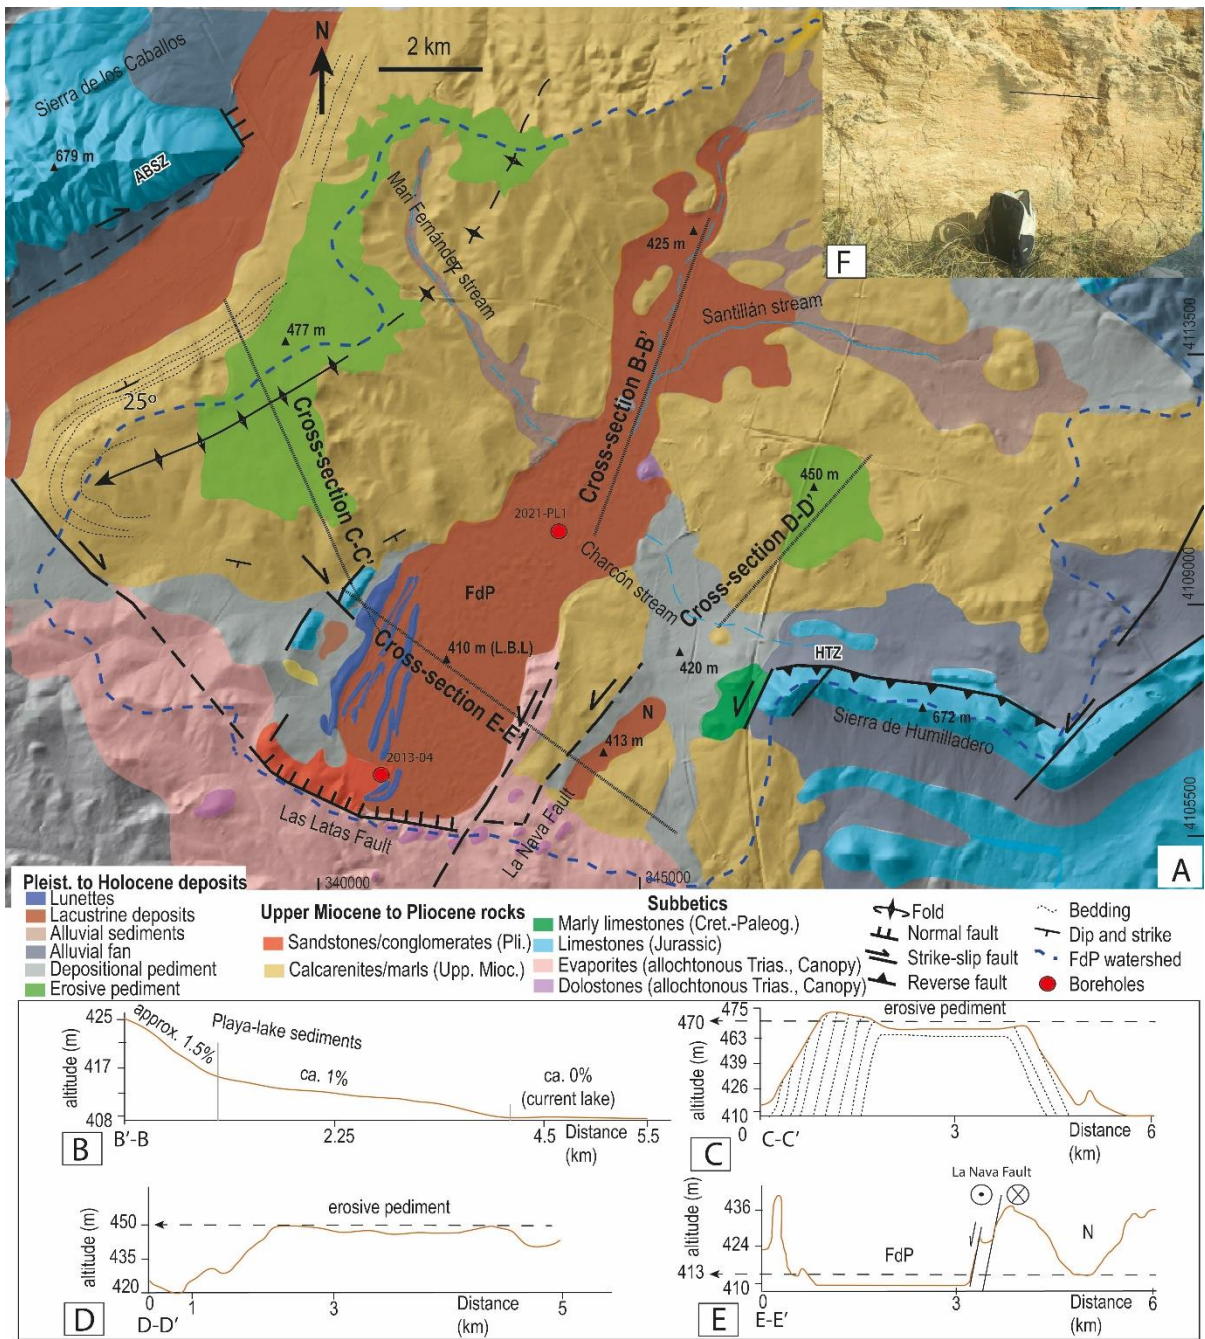 Sierra de los Caballos
679 m
ABSZ
N
2 km
Mari Fernández stream
425 m
Santillán stream
F
4113500
477 m
25º
Cross-section C-C'
Cross-section B-B'
450 m
Cross-section D-D'
2021-PL1
Charcón stream
4109000
FdP
410 m (L.B.L)
Cross-section E-E'
420 m
HTZ
672 m
Sierra de Humilladero
N
413 m
2013-04
Las Latas Fault
La Nava Fault
4105500
340000
345000
A
Pleist. to Holocene deposits
Lunettes
Lacustrine deposits
Alluvial sediments
Alluvial fan
Depositional pediment
Erosive pediment
Upper Miocene to Pliocene rocks
Sandstones/conglomerates (Pli.)
Calcarenites/marls (Upp. Mioc.)
Subbetics
Marly limestones (Cret.-Paleog.)
Limestones (Jurassic)
Evaporites (allochtonous Trias., Canopy)
Dolostones (allochtonous Trias., Canopy)
Fold
Normal fault
Strike-slip fault
Reverse fault
Bedding
Dip and strike
FdP watershed
Boreholes
altitude (m)
425
417
408
approx. 1.5%
Playa-lake sediments
ca. 1%
ca. 0%
(current lake)
B'-B
2.25
4.5
Distance
(km)
5.5
B
altitude (m)
475
470
463
439
426
410
erosive pediment
0
C-C'
3
Distance
(km)
6
C
altitude (m)
450
435
420
erosive pediment
0
1
3
Distance
(km)
5
D-D'
D
La Nava Fault
altitude (m)
436
424
413
410
FdP
N
0
E-E'
3
Distance
(km)
6
E